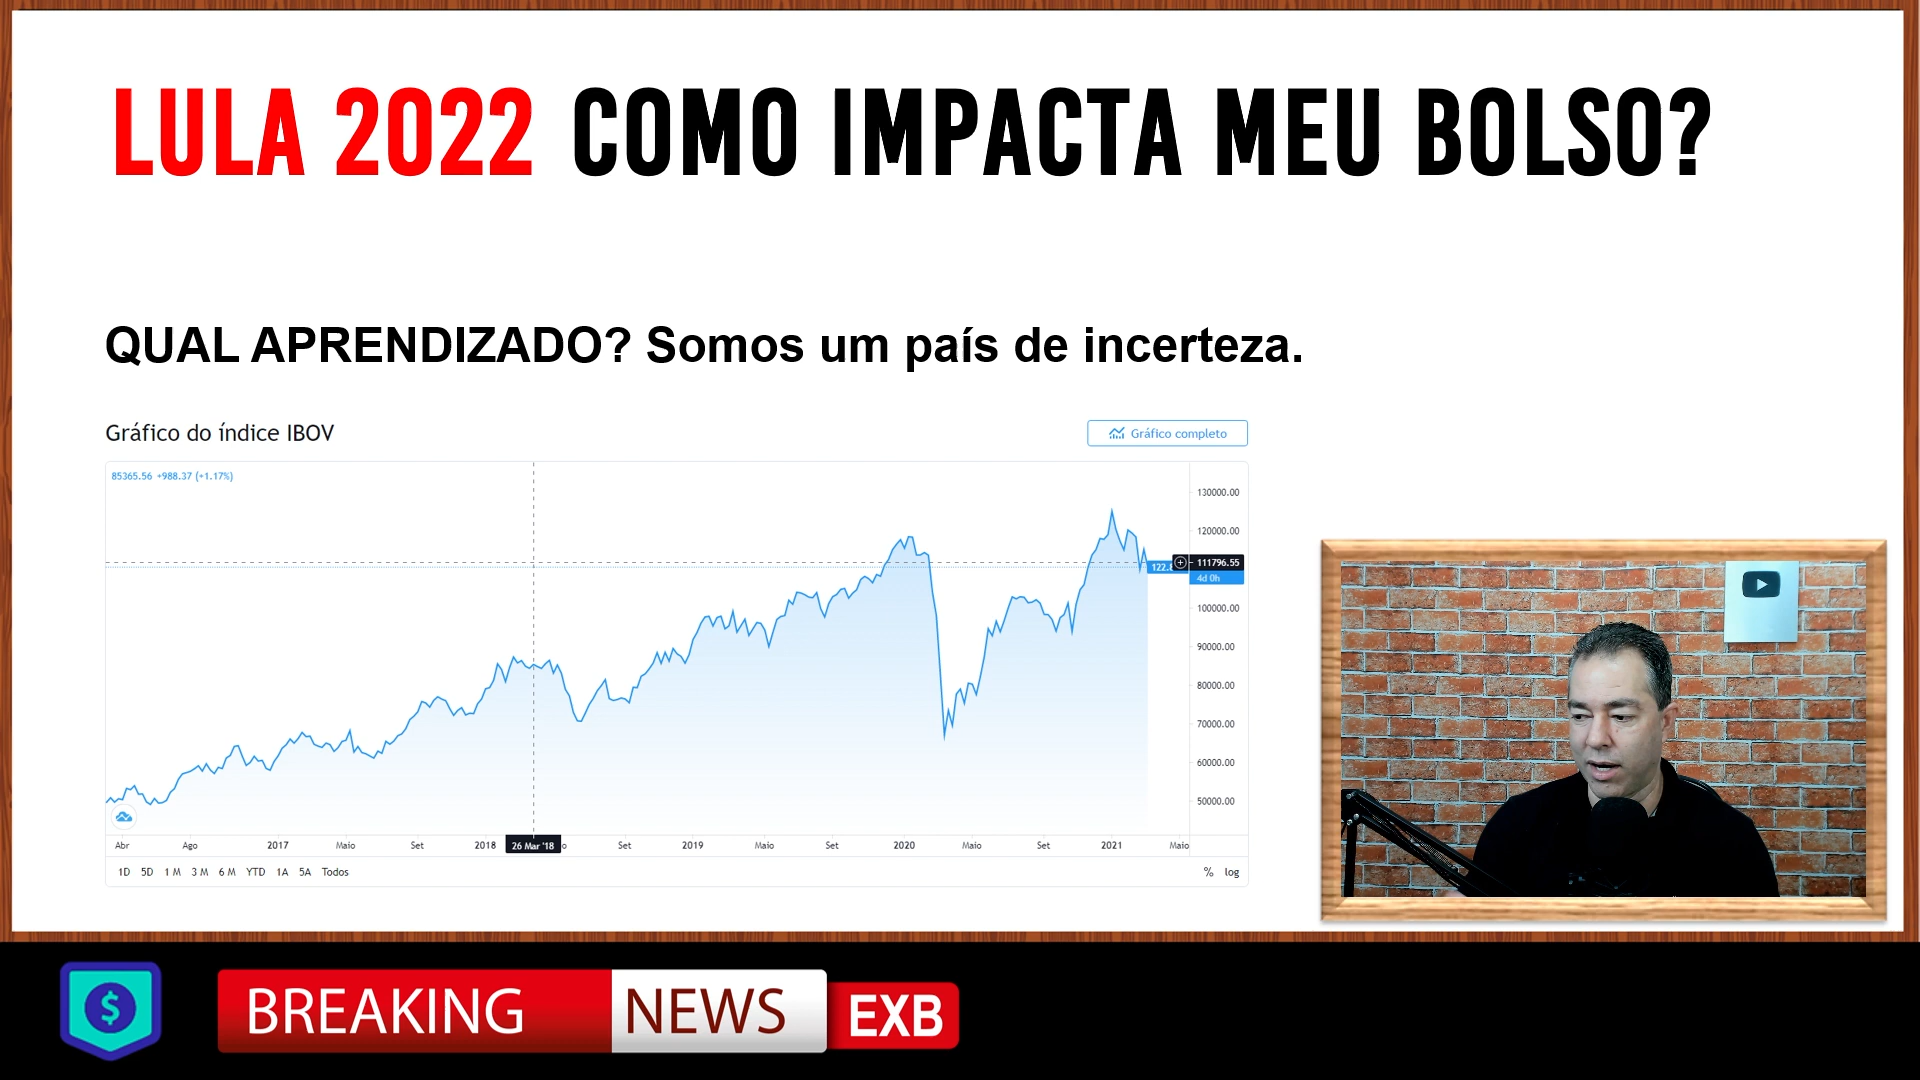 LULA 2022 COMO IMPACTA MEU BOLSO?
QUAL APRENDIZADO? Somos um país de incerteza.
Gráfico do índice IBOV
Gráfico completo
85365.56 +988.37 (+1.17%)
130000.00
120000.00
111796.55
4d 0h
100000.00
90000.00
80000.00
70000.00
60000.00
50000.00
Abr Ago 2017 Maio Set 2018 26 Mar '18 Set 2019 Maio Set 2020 Maio Set 2021 Maio
1D 5D 1 M 3 M 6 M YTD 1A 5A Todos % log
$
BREAKING NEWS EXB